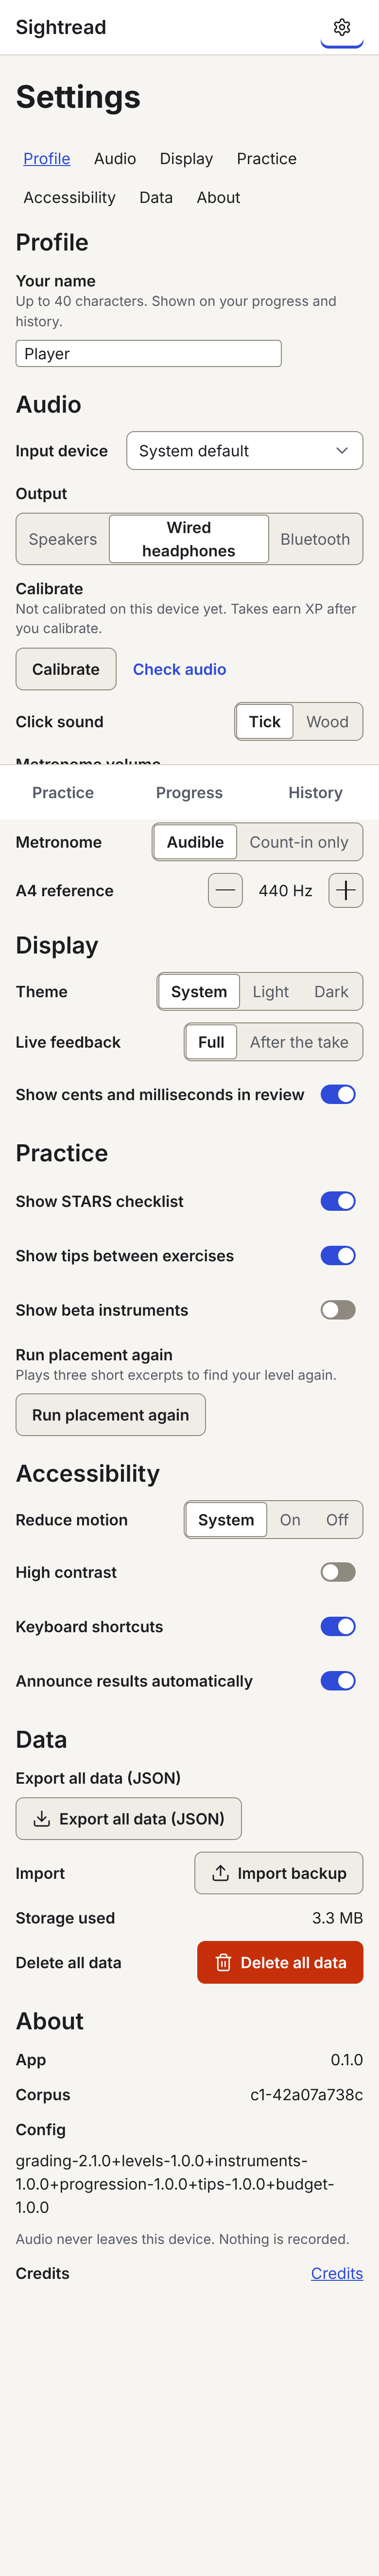 Sightread
Settings
Profile Audio Display Practice
Accessibility Data About
Profile
Your name
Up to 40 characters. Shown on your progress and
history.
Player
Audio
Input device System default
Output
Speakers Wired headphones Bluetooth
Calibrate
Not calibrated on this device yet. Takes earn XP after
you calibrate.
Calibrate Check audio
Click sound Tick Wood
Metronome volume
Practice Progress History
Metronome Audible Count-in only
A4 reference 440 Hz
Display
Theme System Light Dark
Live feedback Full After the take
Show cents and milliseconds in review
Practice
Show STARS checklist
Show tips between exercises
Show beta instruments
Run placement again
Plays three short excerpts to find your level again.
Run placement again
Accessibility
Reduce motion System On Off
High contrast
Keyboard shortcuts
Announce results automatically
Data
Export all data (JSON)
Export all data (JSON)
Import Import backup
Storage used 3.3 MB
Delete all data Delete all data
About
App 0.1.0
Corpus c1-42a07a738c
Config
grading-2.1.0+levels-1.0.0+instruments-
1.0.0+progression-1.0.0+tips-1.0.0+budget-
1.0.0
Audio never leaves this device. Nothing is recorded.
Credits Credits